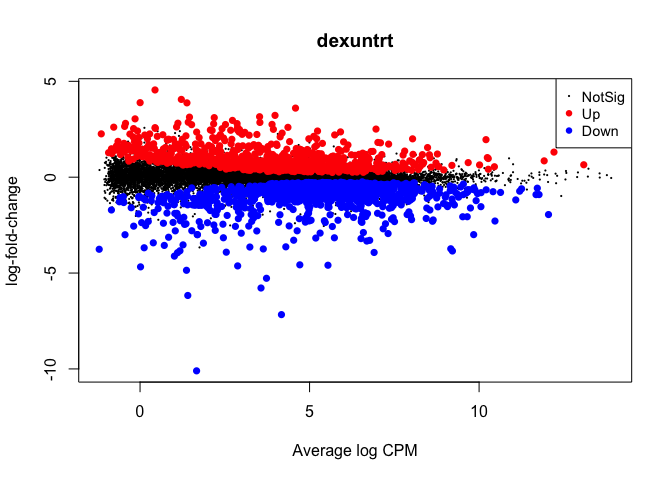 dexuntrt
5
0
-5
-10
log-fold-change
NotSig
Up
Down
0
5
10
Average log CPM